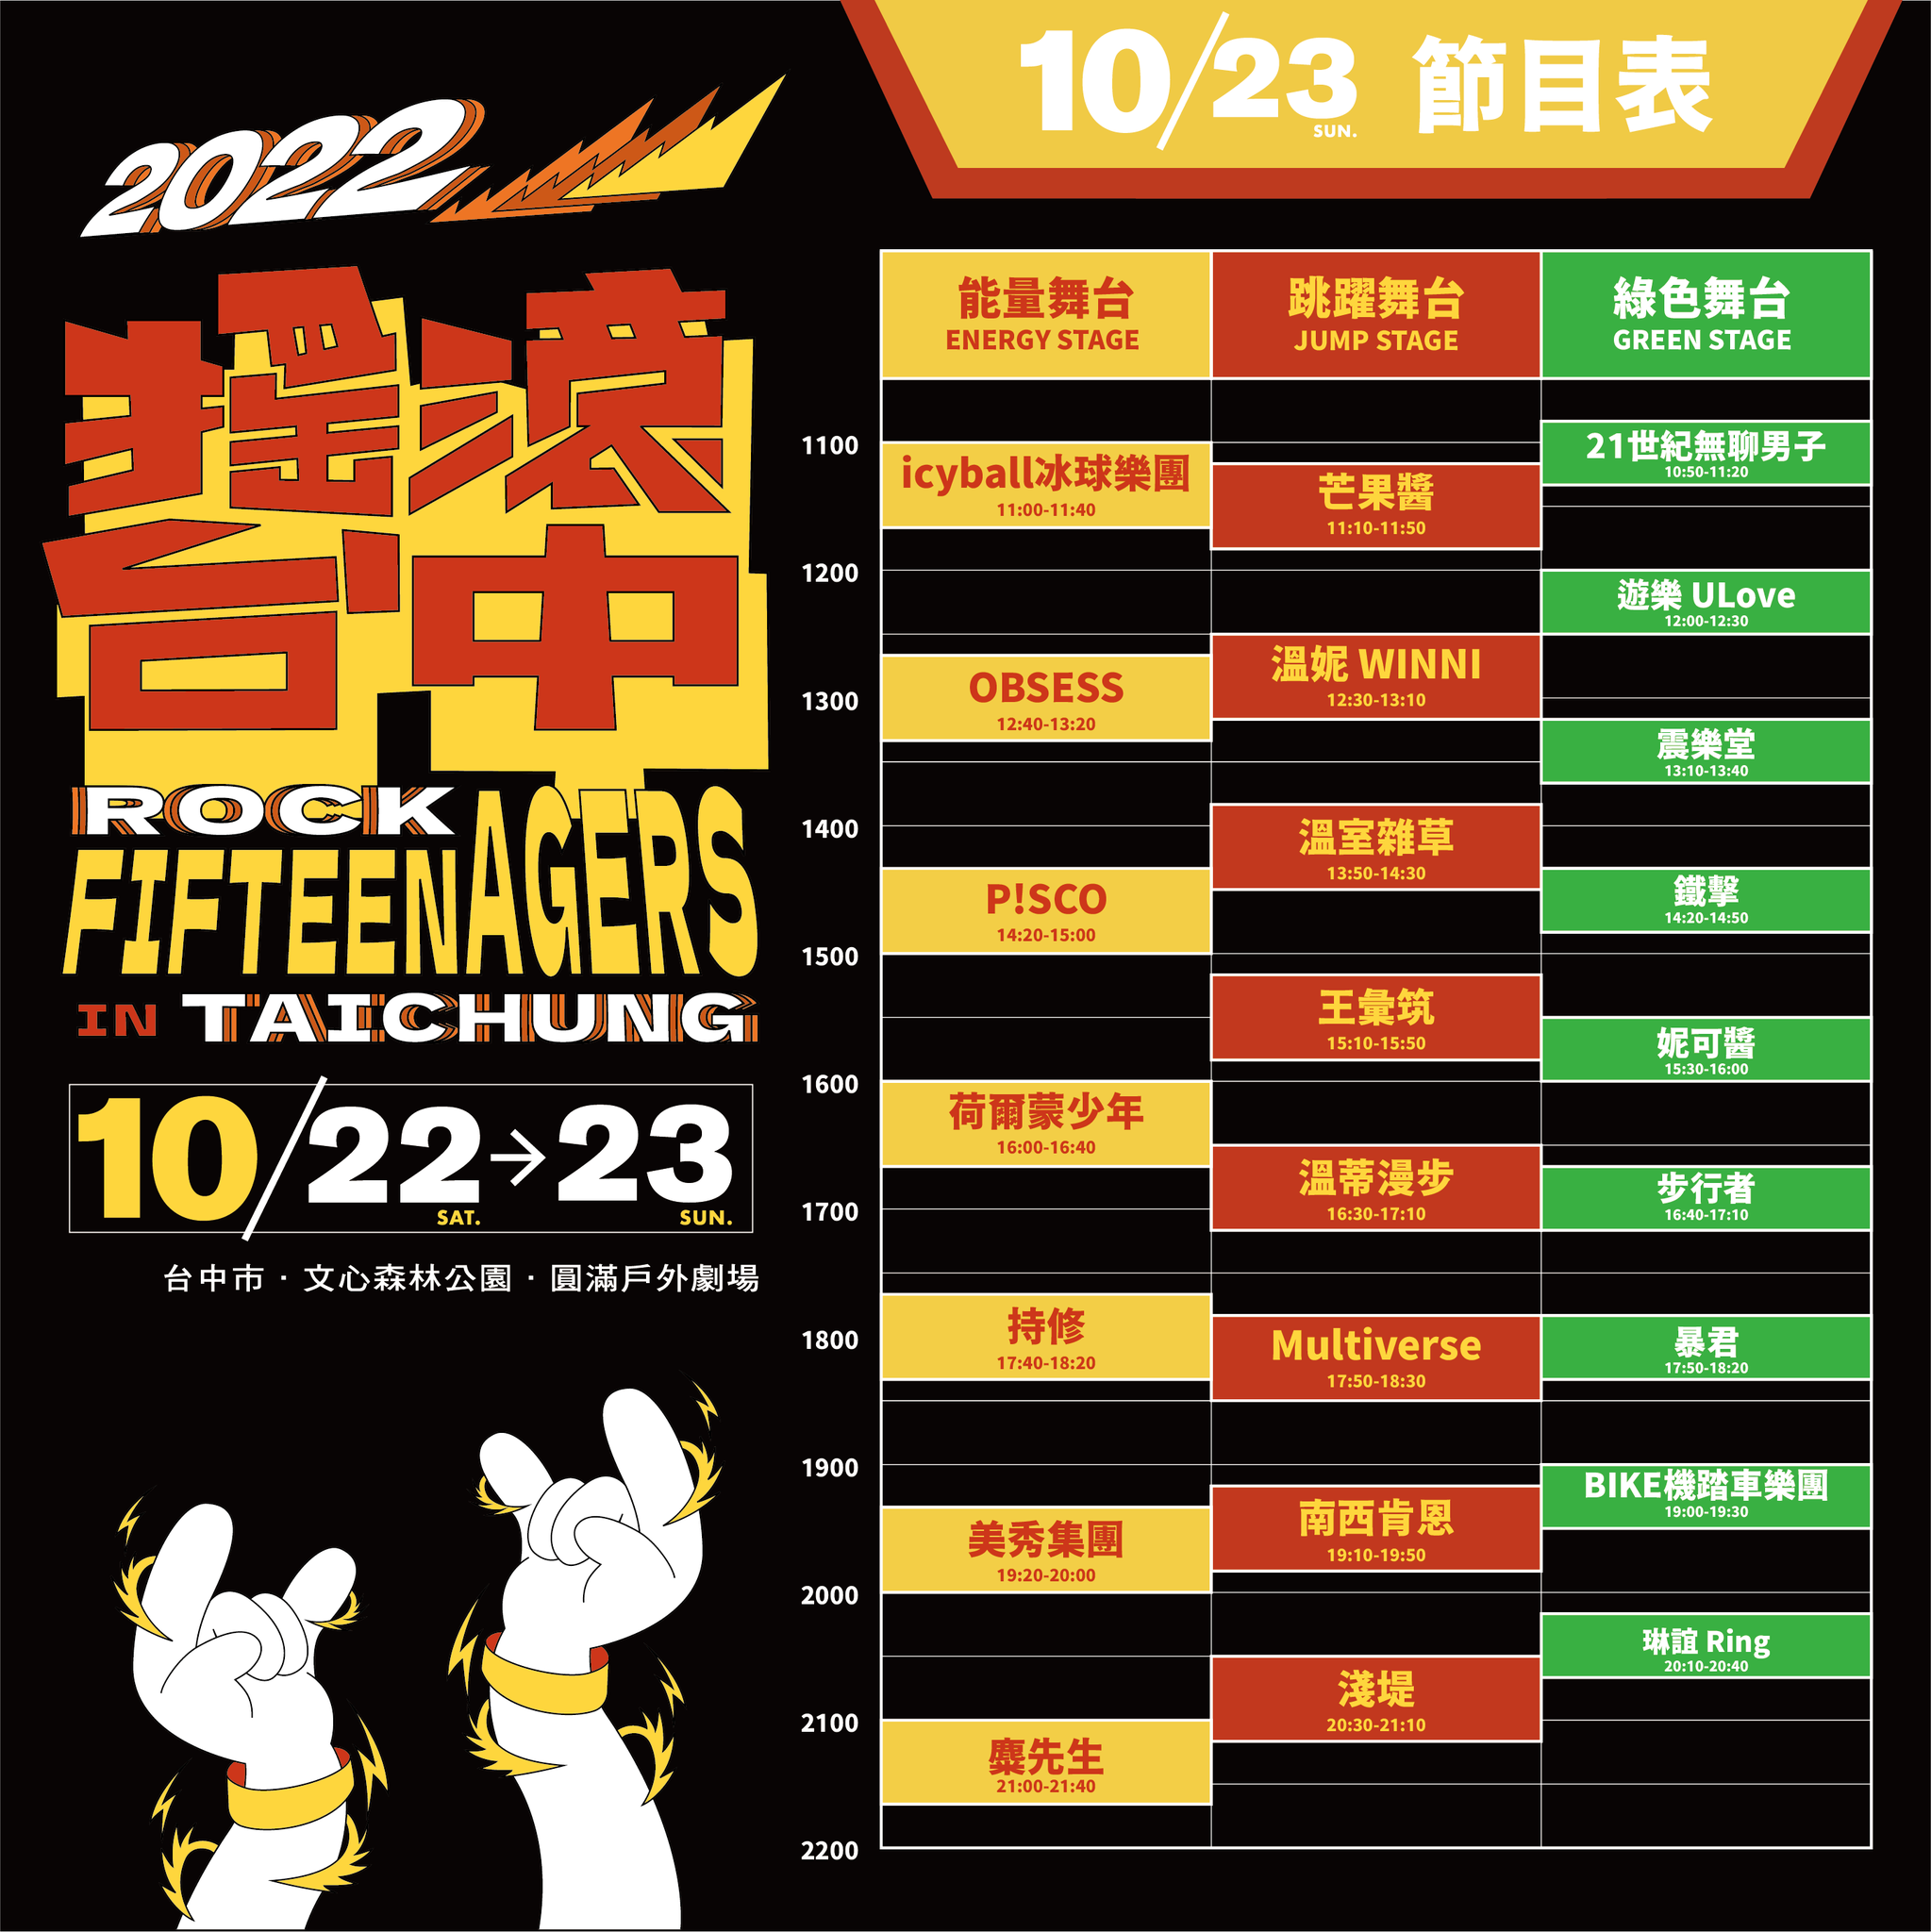 2022
搖滾
台中
ROCK
FIFTEENAGERS
IN TAICHUNG
10/22→23
SAT. SUN.
台中市・文心森林公園・圓滿戶外劇場
10/23 節目表
SUN.
能量舞台
ENERGY STAGE
跳躍舞台
JUMP STAGE
綠色舞台
GREEN STAGE
1100
1200
1300
1400
1500
1600
1700
1800
1900
2000
2100
2200
icyball冰球樂團
11:00-11:40
OBSESS
12:40-13:20
P!SCO
14:20-15:00
荷爾蒙少年
16:00-16:40
持修
17:40-18:20
美秀集團
19:20-20:00
麋先生
21:00-21:40
芒果醬
11:10-11:50
溫妮 WINNI
12:30-13:10
溫室雜草
13:50-14:30
王彙筑
15:10-15:50
溫蒂漫步
16:30-17:10
Multiverse
17:50-18:30
南西肯恩
19:10-19:50
淺堤
20:30-21:10
21世紀無聊男子
10:50-11:20
遊樂 ULove
12:00-12:30
震樂堂
13:10-13:40
鐵擊
14:20-14:50
妮可醬
15:30-16:00
步行者
16:40-17:10
暴君
17:50-18:20
BIKE機踏車樂團
19:00-19:30
琳誼 Ring
20:10-20:40